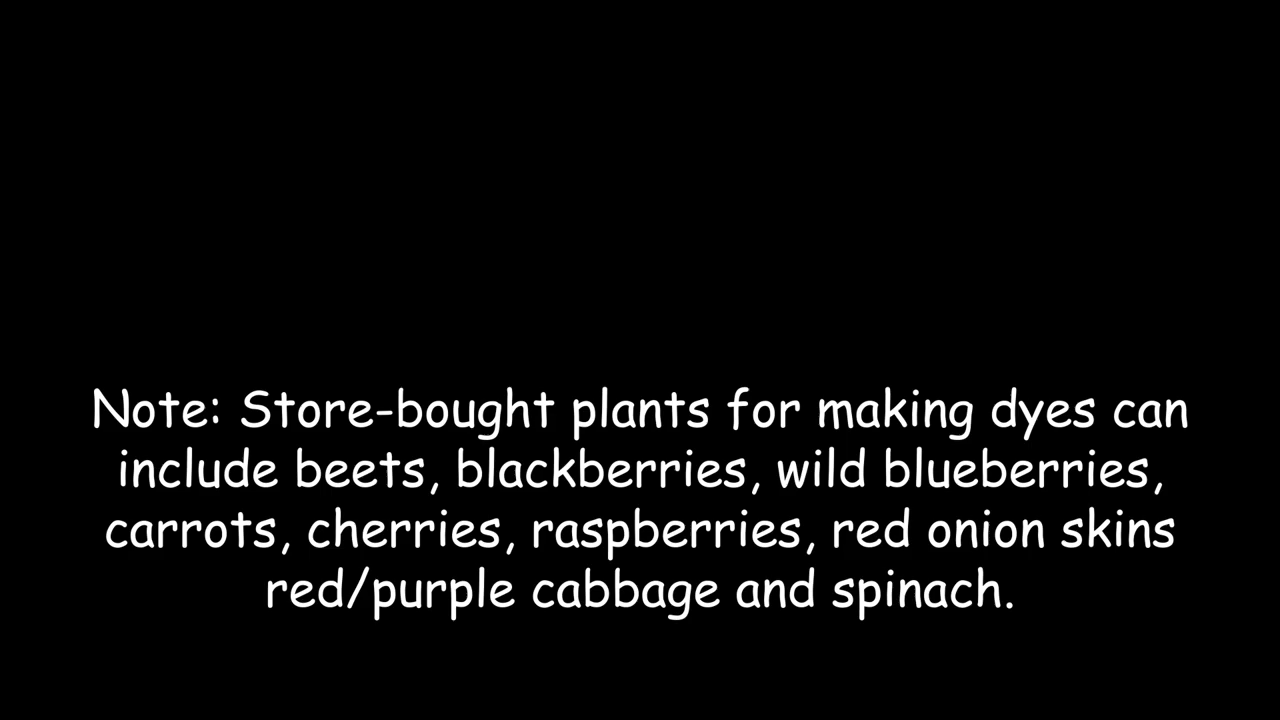 Note: Store-bought plants for making dyes can
include beets, blackberries, wild blueberries,
carrots, cherries, raspberries, red onion skins
red/purple cabbage and spinach.